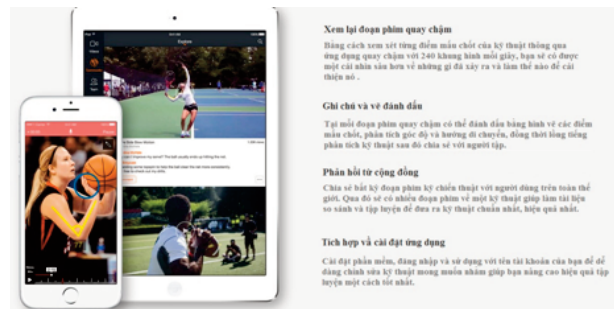 Explore
Videos
Xem lại đoạn phim quay chậm
Bằng cách xem xét từng điểm mấu chốt của kỹ thuật thông qua
ứng dụng quay chậm với 240 khung hình mỗi giây, bạn sẽ có được
một cái nhìn sâu hơn về những gì đã xảy ra và làm thế nào để cải
thiện nó .
Ghi chú và vẽ đánh dấu
Tại mỗi đoạn phim quay chậm có thể đánh dấu bằng hình vẽ các điểm
mấu chốt, phân tích góc độ và hướng di chuyển, đồng thời lồng tiếng
phân tích kỹ thuật sau đó chia sẻ với người tập.
Phản hồi từ cộng đồng
Chia sẻ bất kỳ đoạn phim kỹ chiến thuật với người dùng trên toàn thế
giới. Qua đó sẽ có nhiều đoạn phim về một kỹ thuật giúp làm tài liệu
so sánh và tập luyện để đưa ra kỹ thuật chuẩn nhất, hiệu quả nhất.
Tích hợp và cài đặt ứng dụng
Cài đặt phần mềm, đăng nhập và sử dụng với tên tài khoản của bạn để dễ
dàng chỉnh sửa kỹ thuật mong muốn nhằm giúp bạn nâng cao hiệu quả tập
luyện một cách tốt nhất.